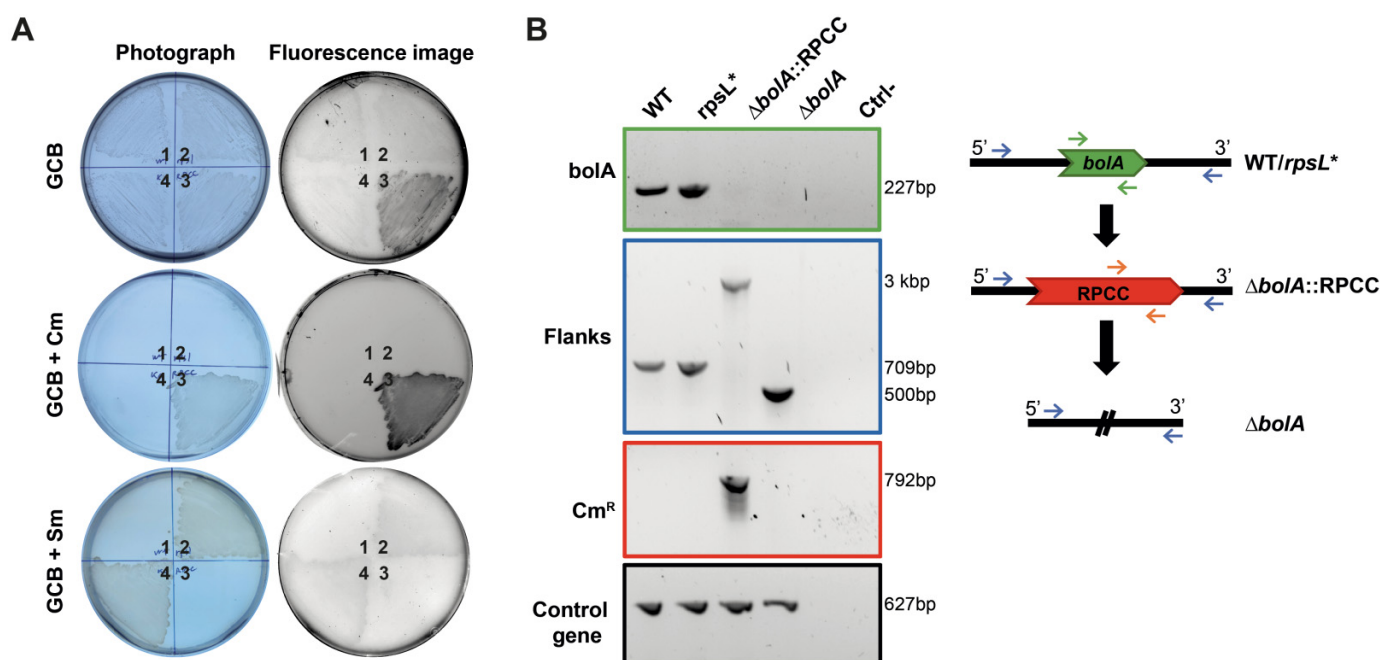 A
Photograph Fluorescence image
GCB
1 2
4 3
1 2
4 3
GCB + Cm
1 2
4 3
1 2
4 3
GCB + Sm
1 2
4 3
1 2
4 3
B
WT rpsL* ΔbolA::RPCC ΔbolA Ctrl-
bolA
227bp
Flanks
3 kbp
709bp
500bp
Cmᴿ
792bp
Control
gene
627bp
5’ bolA 3’ WT/rpsL*
5’ RPCC 3’ ΔbolA::RPCC
5’ 3’ ΔbolA